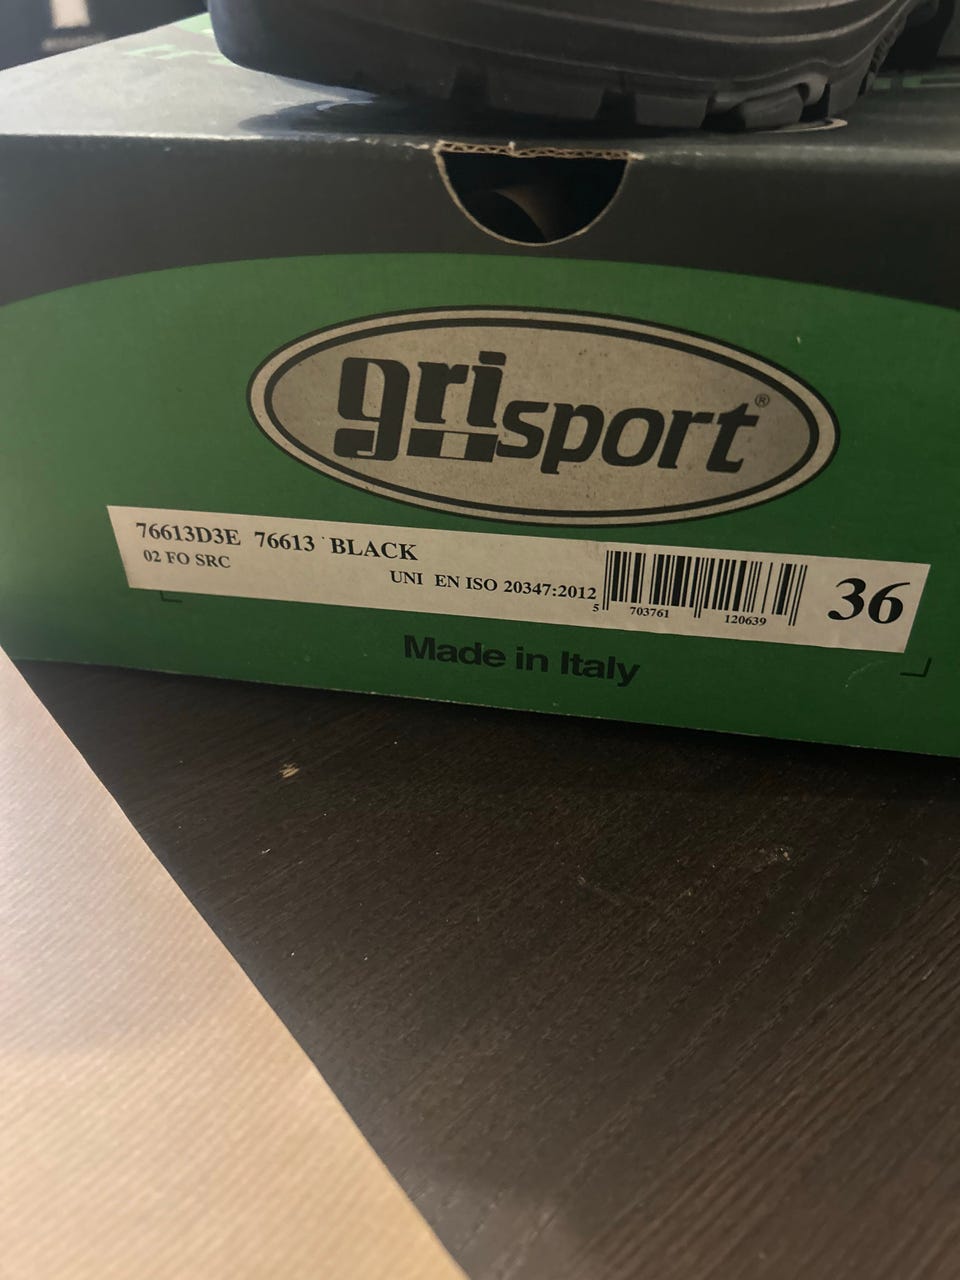 grisport®
76613D3E 76613 BLACK
02 FO SRC
UNI EN ISO 20347:2012
5 703761 120639
36
Made in Italy